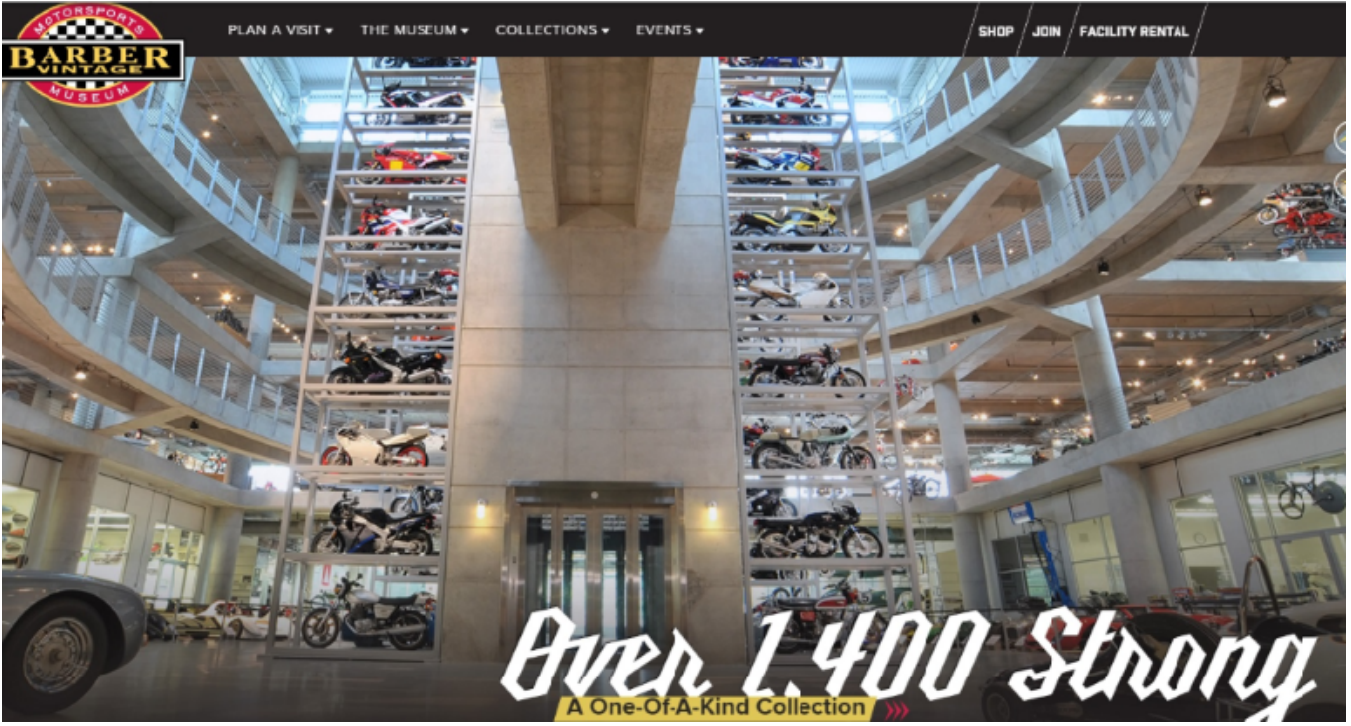 MOTORSPORTS
BARBER
VINTAGE
MUSEUM
PLAN A VISIT
THE MUSEUM
COLLECTIONS
EVENTS
SHOP
JOIN
FACILITY RENTAL
Over 1,400 Strong
A One-Of-A-Kind Collection